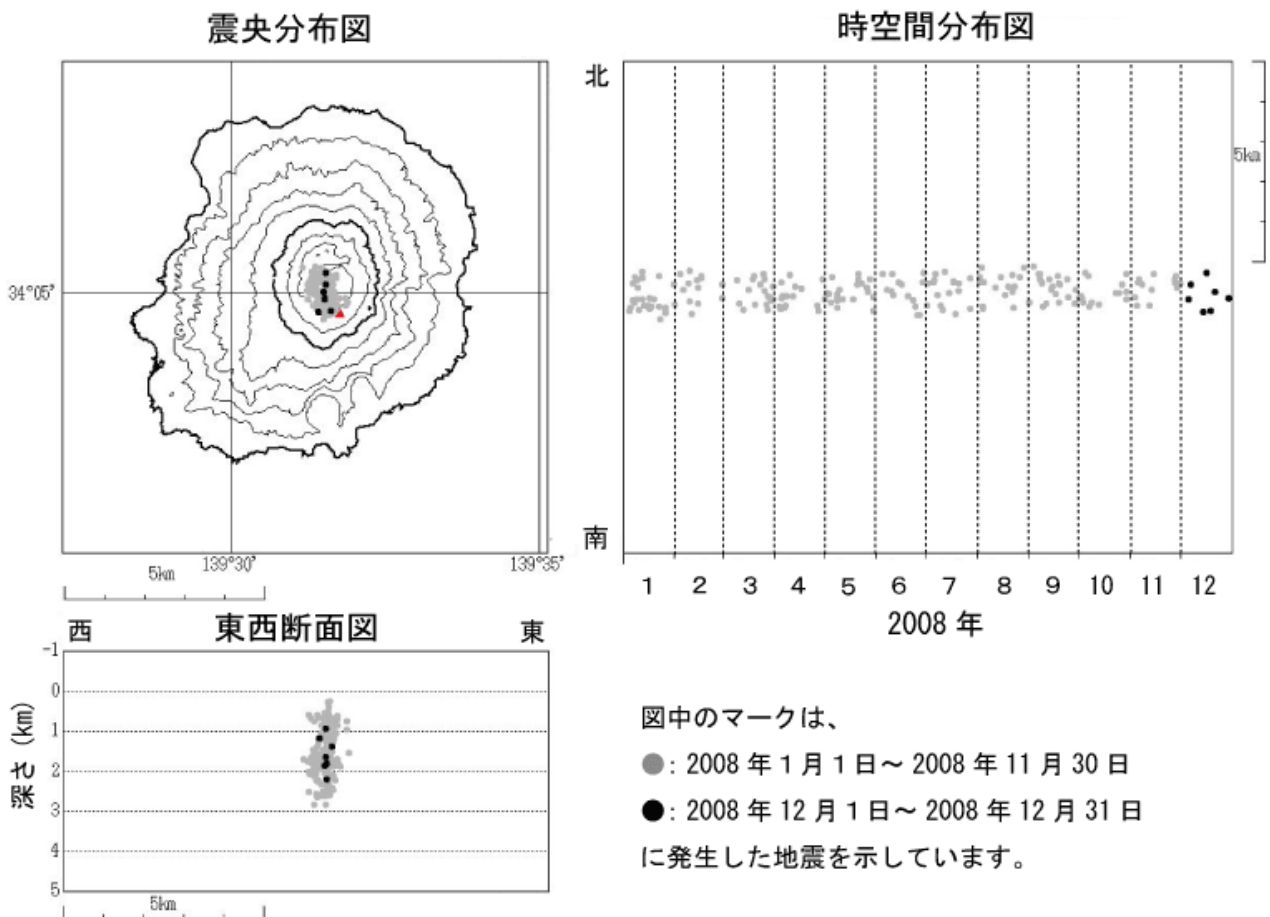 震央分布図
34°05'
139°30'
139°35'
5km
時空間分布図
北
南
5km
1 2 3 4 5 6 7 8 9 10 11 12
2008 年
西 東西断面図 東
深さ (km)
-1
0
1
2
3
4
5
5km
図中のマークは、
●: 2008 年 1 月 1 日～ 2008 年 11 月 30 日
●: 2008 年 12 月 1 日～ 2008 年 12 月 31 日
に発生した地震を示しています。